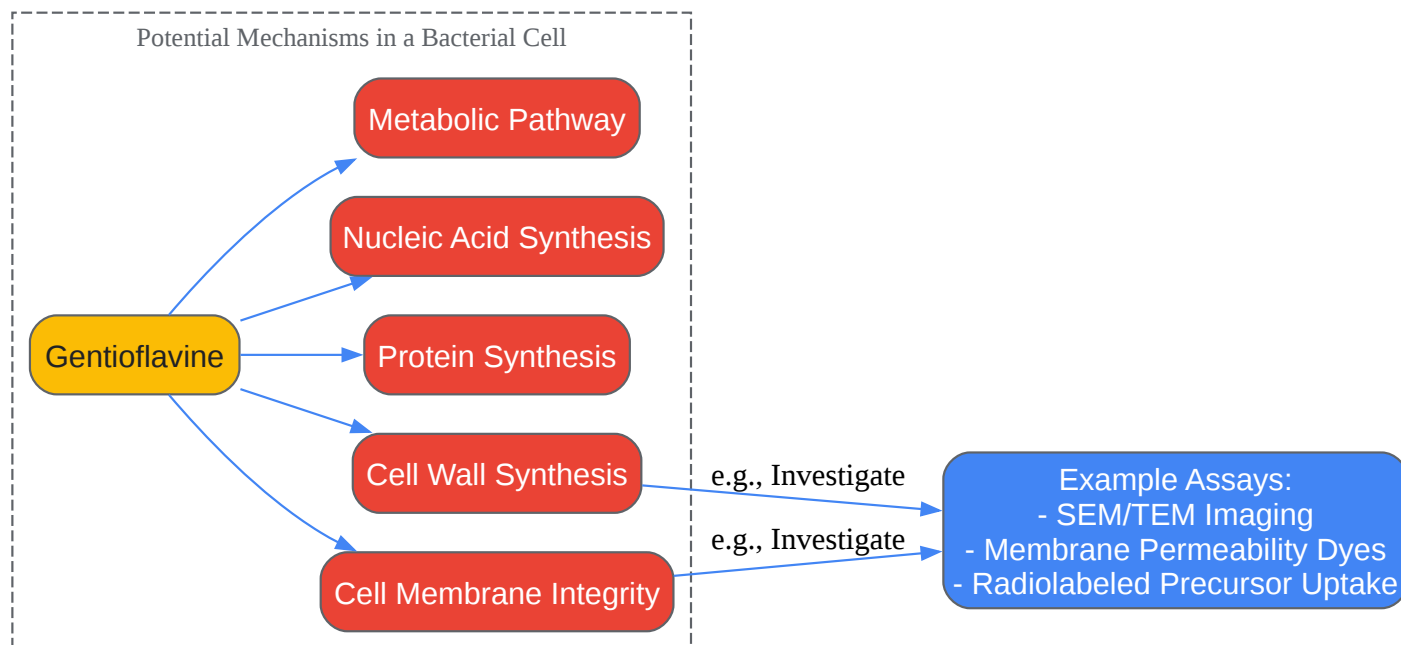 Potential Mechanisms in a Bacterial Cell
Metabolic Pathway
Nucleic Acid Synthesis
Gentioflavine
Protein Synthesis
Cell Wall Synthesis
Cell Membrane Integrity
e.g., Investigate
e.g., Investigate
Example Assays:
- SEM/TEM Imaging
- Membrane Permeability Dyes
- Radiolabeled Precursor Uptake